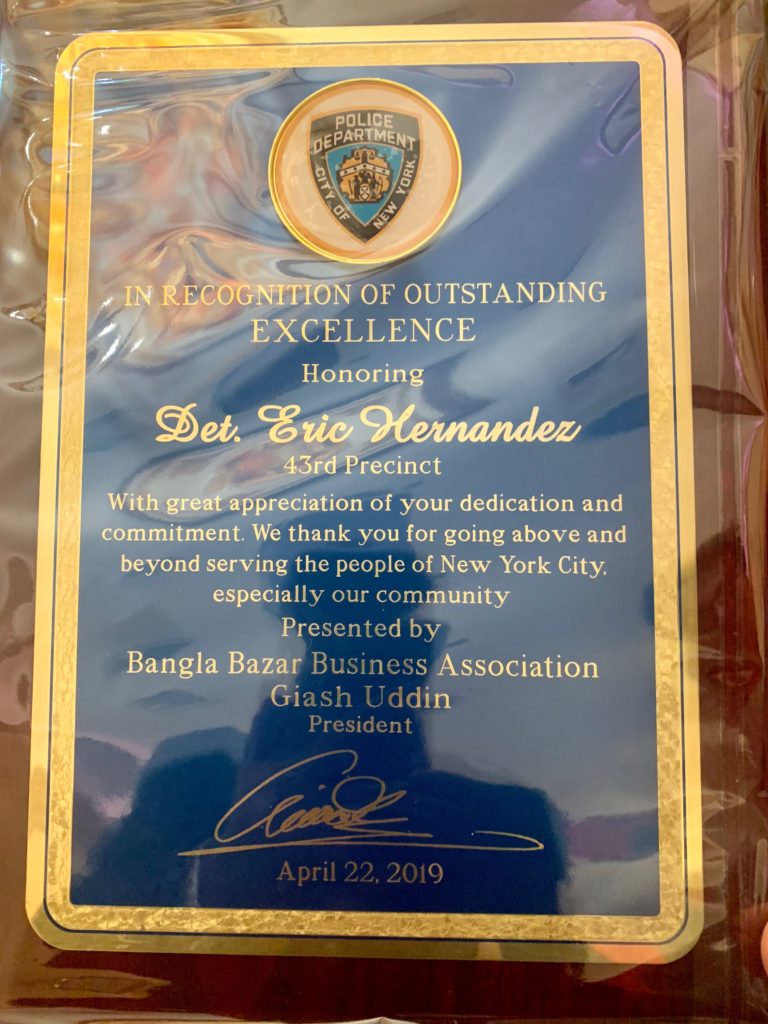 POLICE
DEPARTMENT
CITY OF
NEW YORK
IN RECOGNITION OF OUTSTANDING
EXCELLENCE
Honoring
Det. Eric Hernandez
43rd Precinct
With great appreciation of your dedication and
commitment. We thank you for going above and
beyond serving the people of New York City,
especially our community
Presented by
Bangla Bazar Business Association
Giash Uddin
President
April 22, 2019